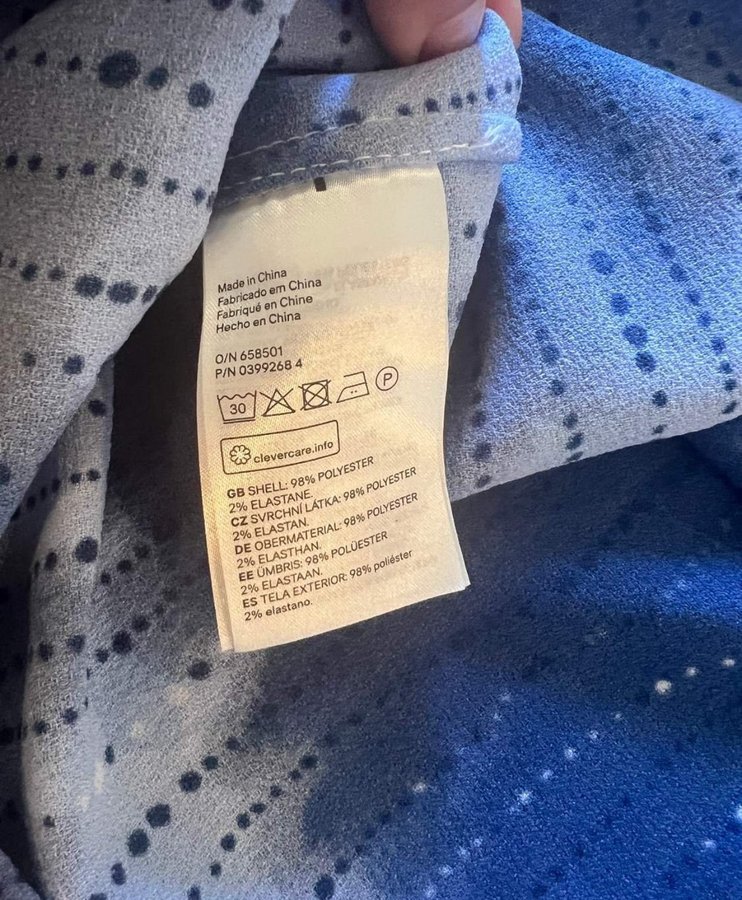 Made in China
Fabricado em China
Fabriqué en Chine
Hecho en China
O/N 658501
P/N 0399268 4
30
P
clevercare.info
GB SHELL: 98% POLYESTER
2% ELASTANE.
CZ SVRCHNÍ LÁTKA: 98% POLYESTER
2% ELASTAN.
DE OBERMATERIAL: 98% POLYESTER
2% ELASTHAN.
EE ÜMBRIS: 98% POLÜESTER
2% ELASTAAN.
ES TELA EXTERIOR: 98% poliéster
2% elastano.